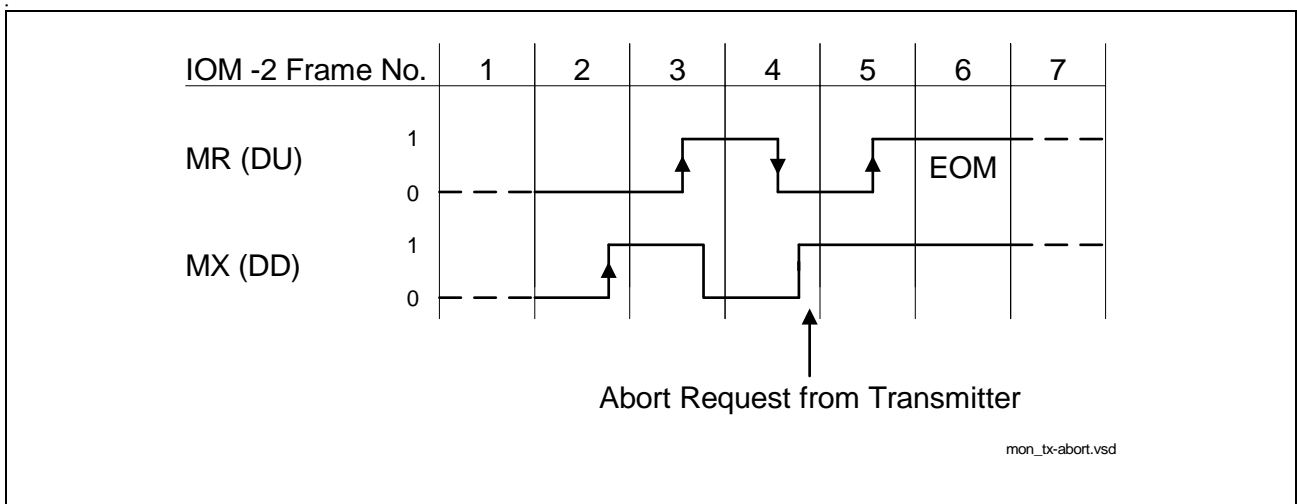 IOM -2 Frame No. 1 2 3 4 5 6 7
1
MR (DU)
EOM
0
1
MX (DD)
0
Abort Request from Transmitter
mon_tx-abort.vsd